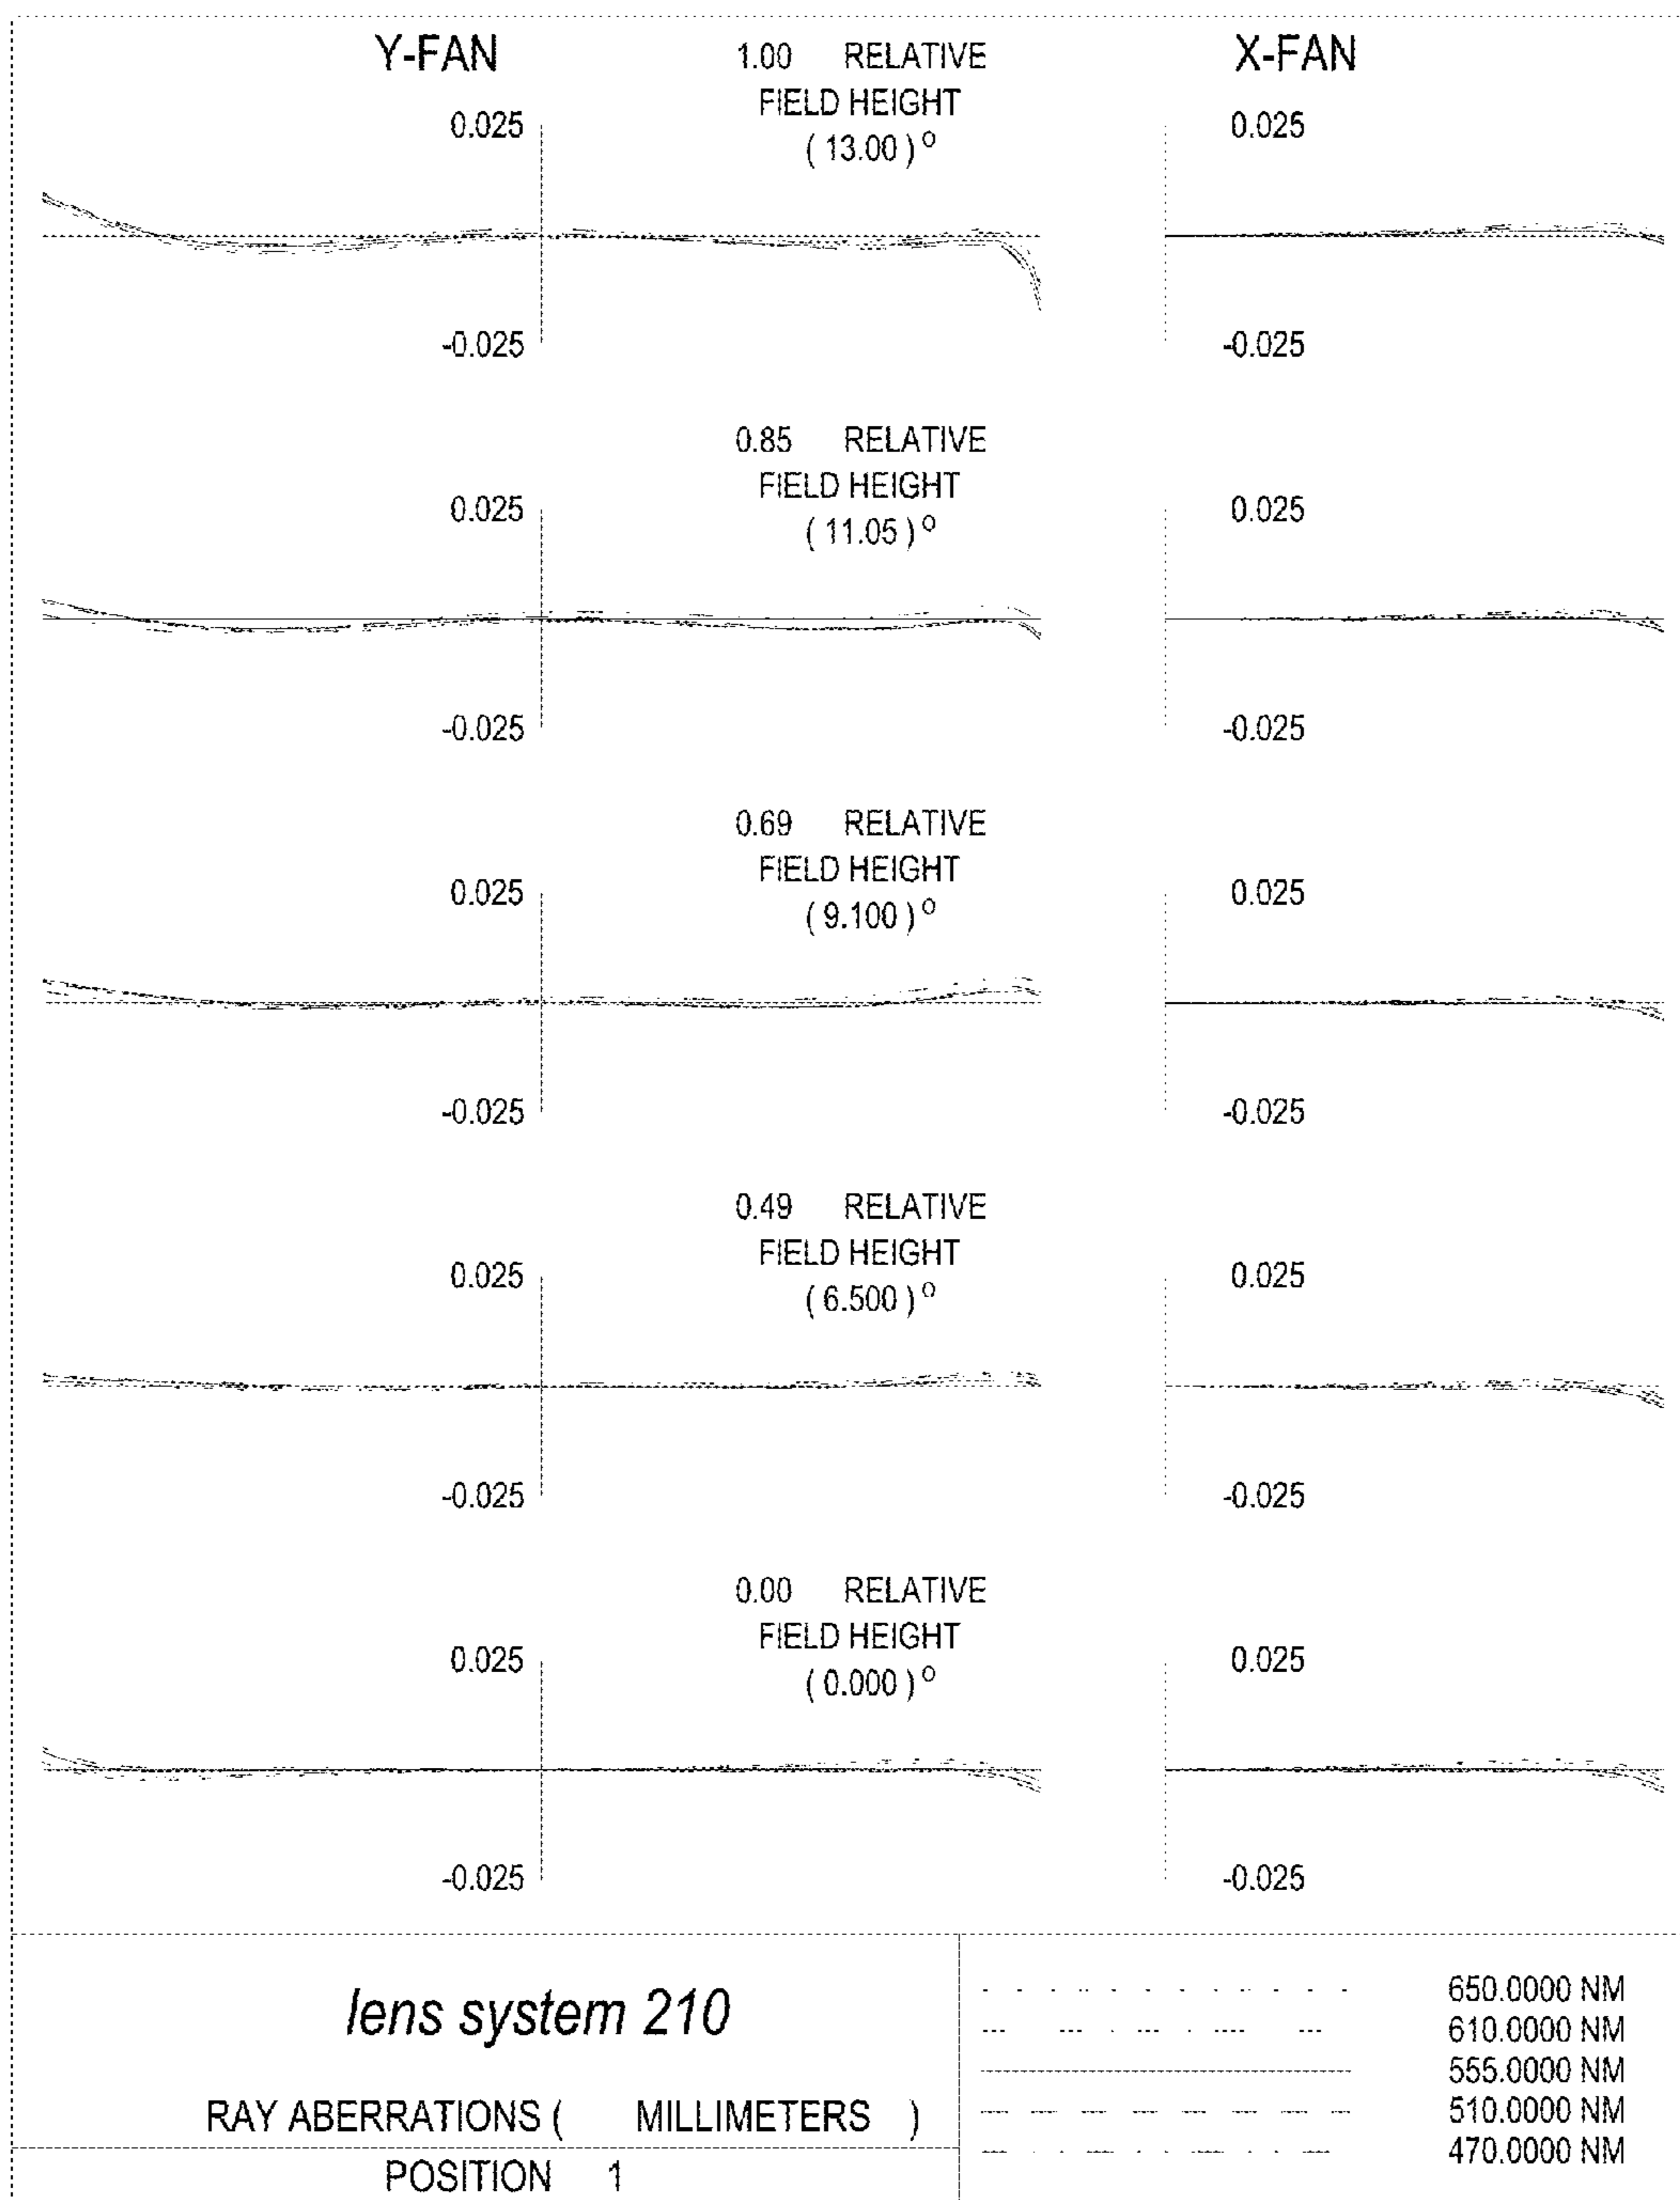 Y-FAN
1.00 RELATIVE
FIELD HEIGHT
( 13.00 ) O
X-FAN
0.025
0.025
-0.025
-0.025
0.85 RELATIVE
FIELD HEIGHT
( 11.05 ) O
0.025
0.025
-0.025
-0.025
0.69 RELATIVE
FIELD HEIGHT
( 9.100 ) O
0.025
0.025
-0.025
-0.025
0.49 RELATIVE
FIELD HEIGHT
( 6.500 ) O
0.025
0.025
-0.025
-0.025
0.00 RELATIVE
FIELD HEIGHT
( 0.000 ) O
0.025
0.025
-0.025
-0.025
lens system 210
RAY ABERRATIONS ( MILLIMETERS )
POSITION 1
650.0000 NM
610.0000 NM
555.0000 NM
510.0000 NM
470.0000 NM